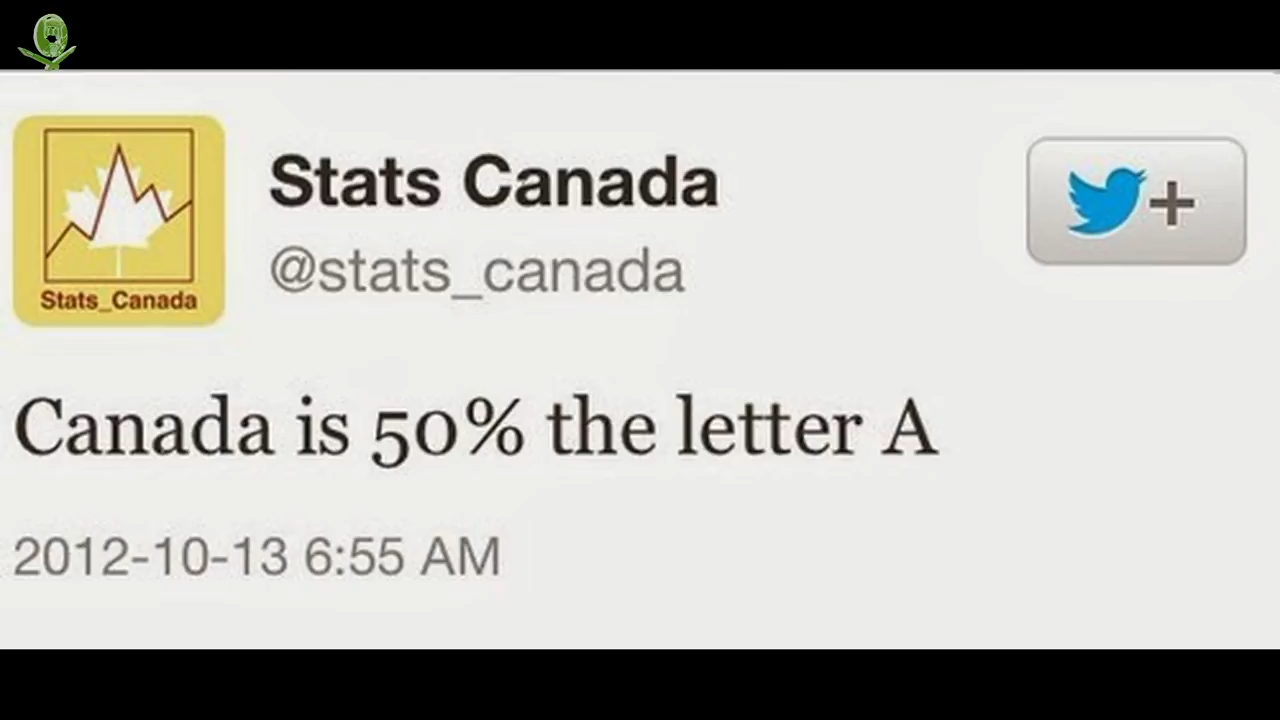 Stats Canada
@stats_canada
Stats_Canada
Canada is 50% the letter A
2012-10-13 6:55 AM